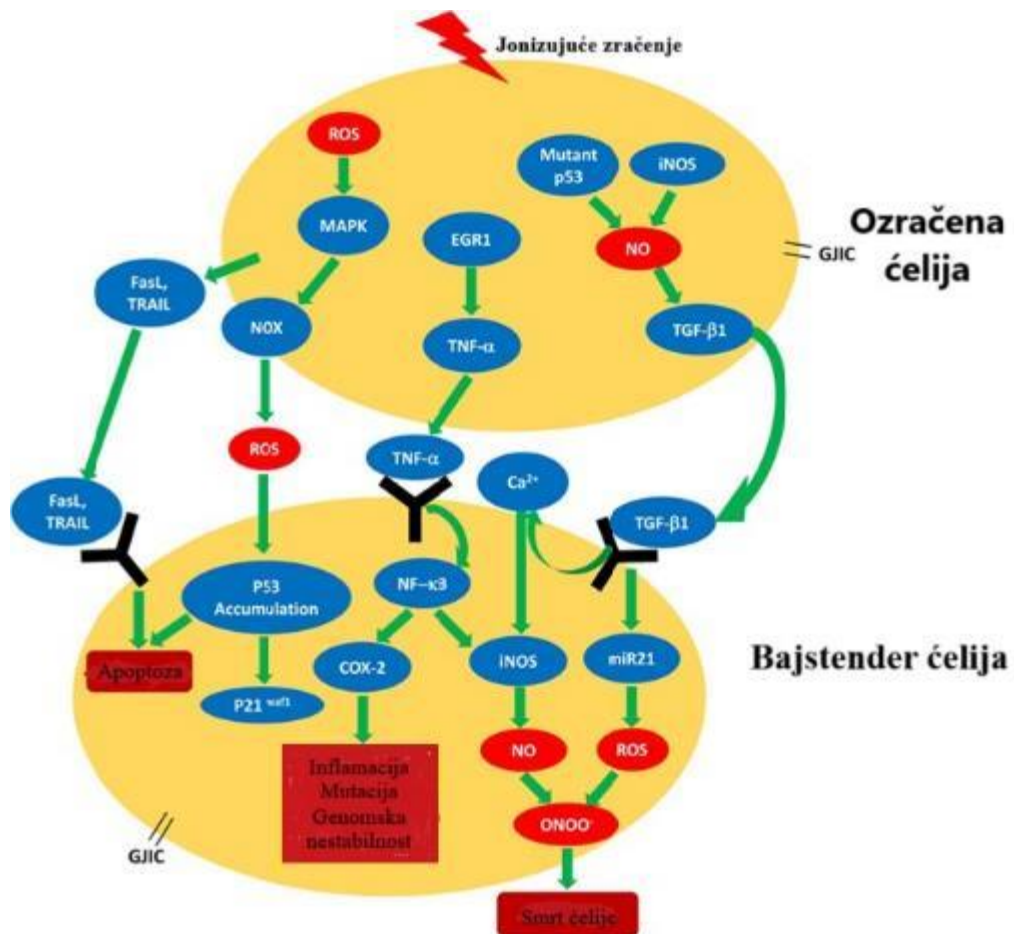 Jonizujuće zračenje
ROS
Mutant
p53
iNOS
MAPK
EGR1
NO
GJIC
Ozračena
ćelija
FasL,
TRAIL
NOX
TNF-α
TGF-β1
ROS
TNF-α
Ca²⁺
FasL,
TRAIL
TGF-β1
P53
Accumulation
NF-κ3
Bajstender ćelija
Apoptoza
COX-2
iNOS
miR21
P21 waf1
NO
ROS
Inflamacija
Mutacija
Genomska
nestabilnost
ONOO⁻
GJIC
Smrt ćelije